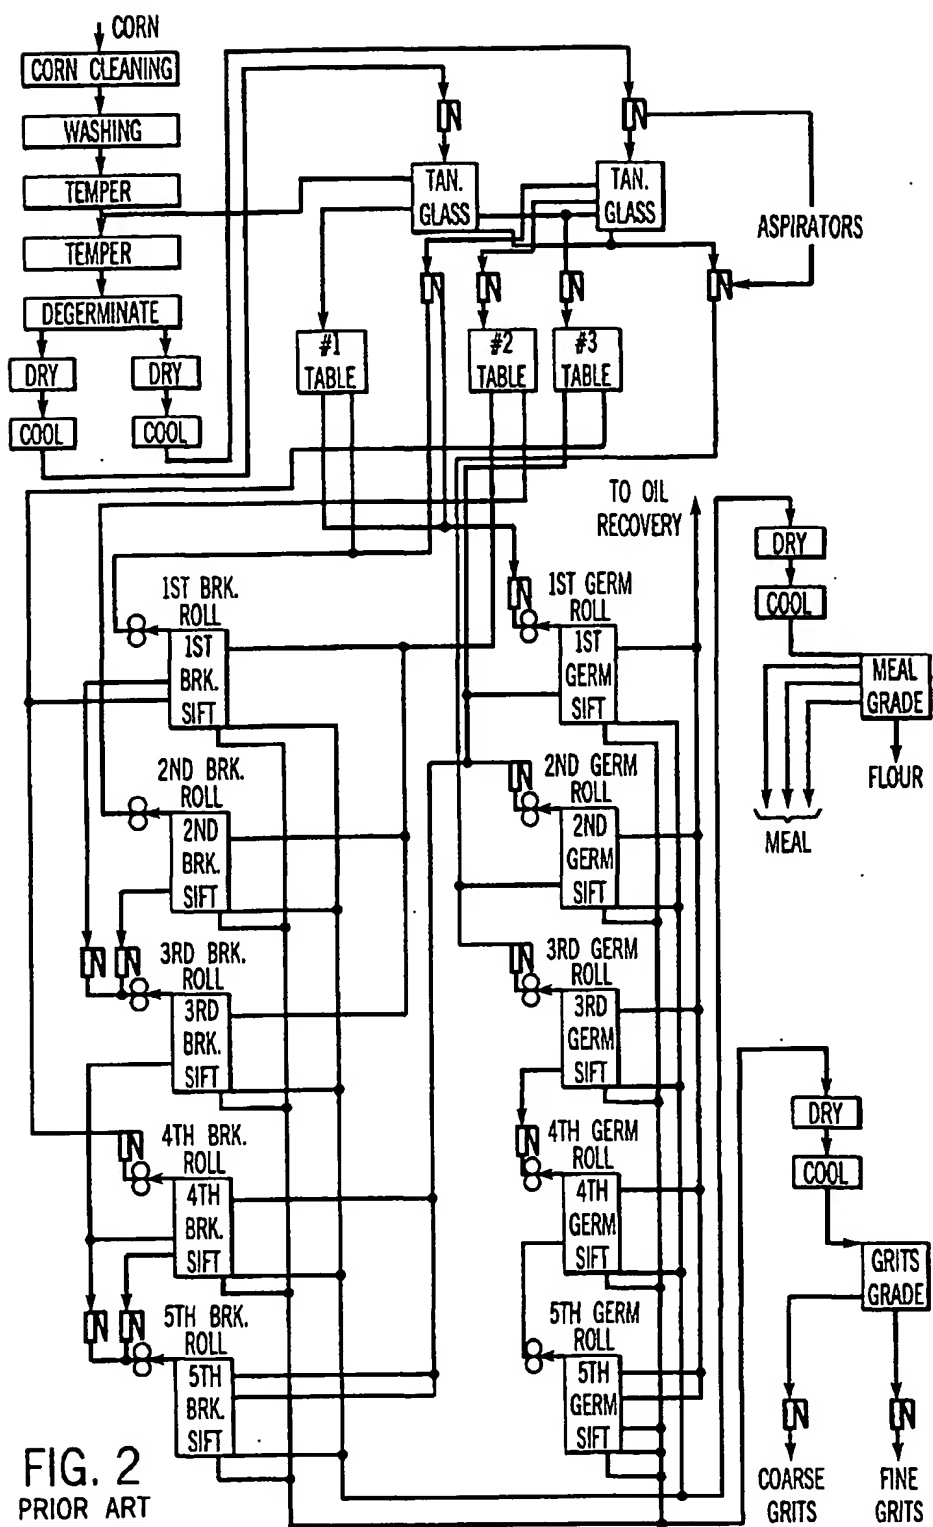 CORN
CORN CLEANING
WASHING
TEMPER
TEMPER
DEGERMINATE
DRY
DRY
COOL
COOL
TAN.
GLASS
TAN.
GLASS
ASPIRATORS
#1
TABLE
#2
TABLE
#3
TABLE
TO OIL
RECOVERY
DRY
COOL
MEAL
GRADE
FLOUR
MEAL
1ST BRK.
ROLL
1ST
BRK.
SIFT
2ND BRK.
ROLL
2ND
BRK.
SIFT
3RD BRK.
ROLL
3RD
BRK.
SIFT
4TH BRK.
ROLL
4TH
BRK.
SIFT
5TH BRK.
ROLL
5TH
BRK.
SIFT
1ST GERM
ROLL
1ST
GERM
SIFT
2ND GERM
ROLL
2ND
GERM
SIFT
3RD GERM
ROLL
3RD
GERM
SIFT
4TH GERM
ROLL
4TH
GERM
SIFT
5TH GERM
ROLL
5TH
GERM
SIFT
DRY
COOL
GRITS
GRADE
COARSE
GRITS
FINE
GRITS
FIG. 2
PRIOR ART